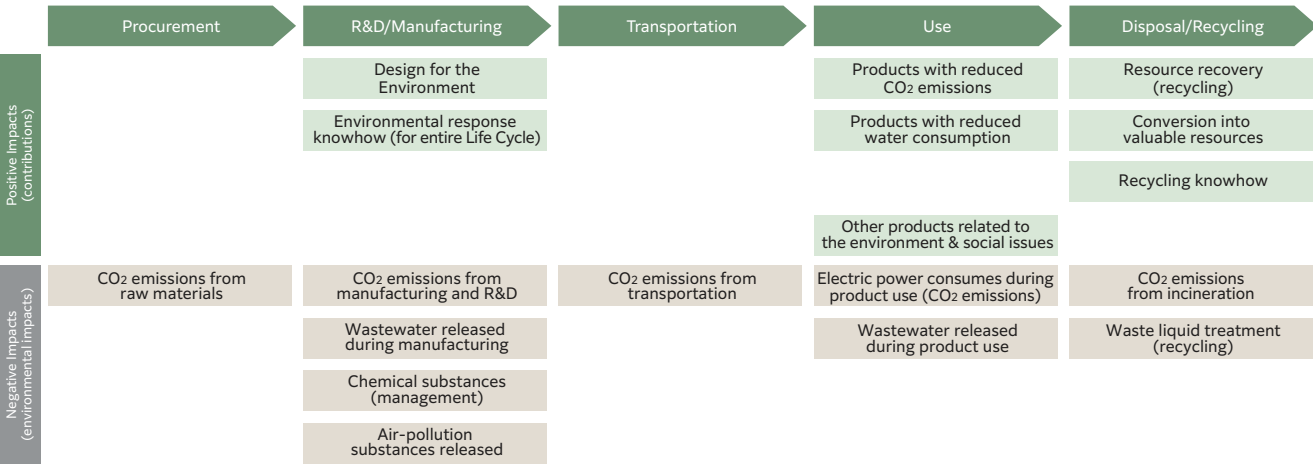 Procurement
R&D/Manufacturing
Transportation
Use
Disposal/Recycling
Positive Impacts
(contributions)
Design for the
Environment
Environmental response
knowhow (for entire Life Cycle)
Products with reduced
CO2 emissions
Products with reduced
water consumption
Other products related to
the environment & social issues
Resource recovery
(recycling)
Conversion into
valuable resources
Recycling knowhow
Negative Impacts
(environmental impacts)
CO2 emissions from
raw materials
CO2 emissions from
manufacturing and R&D
Wastewater released
during manufacturing
Chemical substances
(management)
Air-pollution
substances released
CO2 emissions from
transportation
Electric power consumes during
product use (CO2 emissions)
Wastewater released
during product use
CO2 emissions
from incineration
Waste liquid treatment
(recycling)